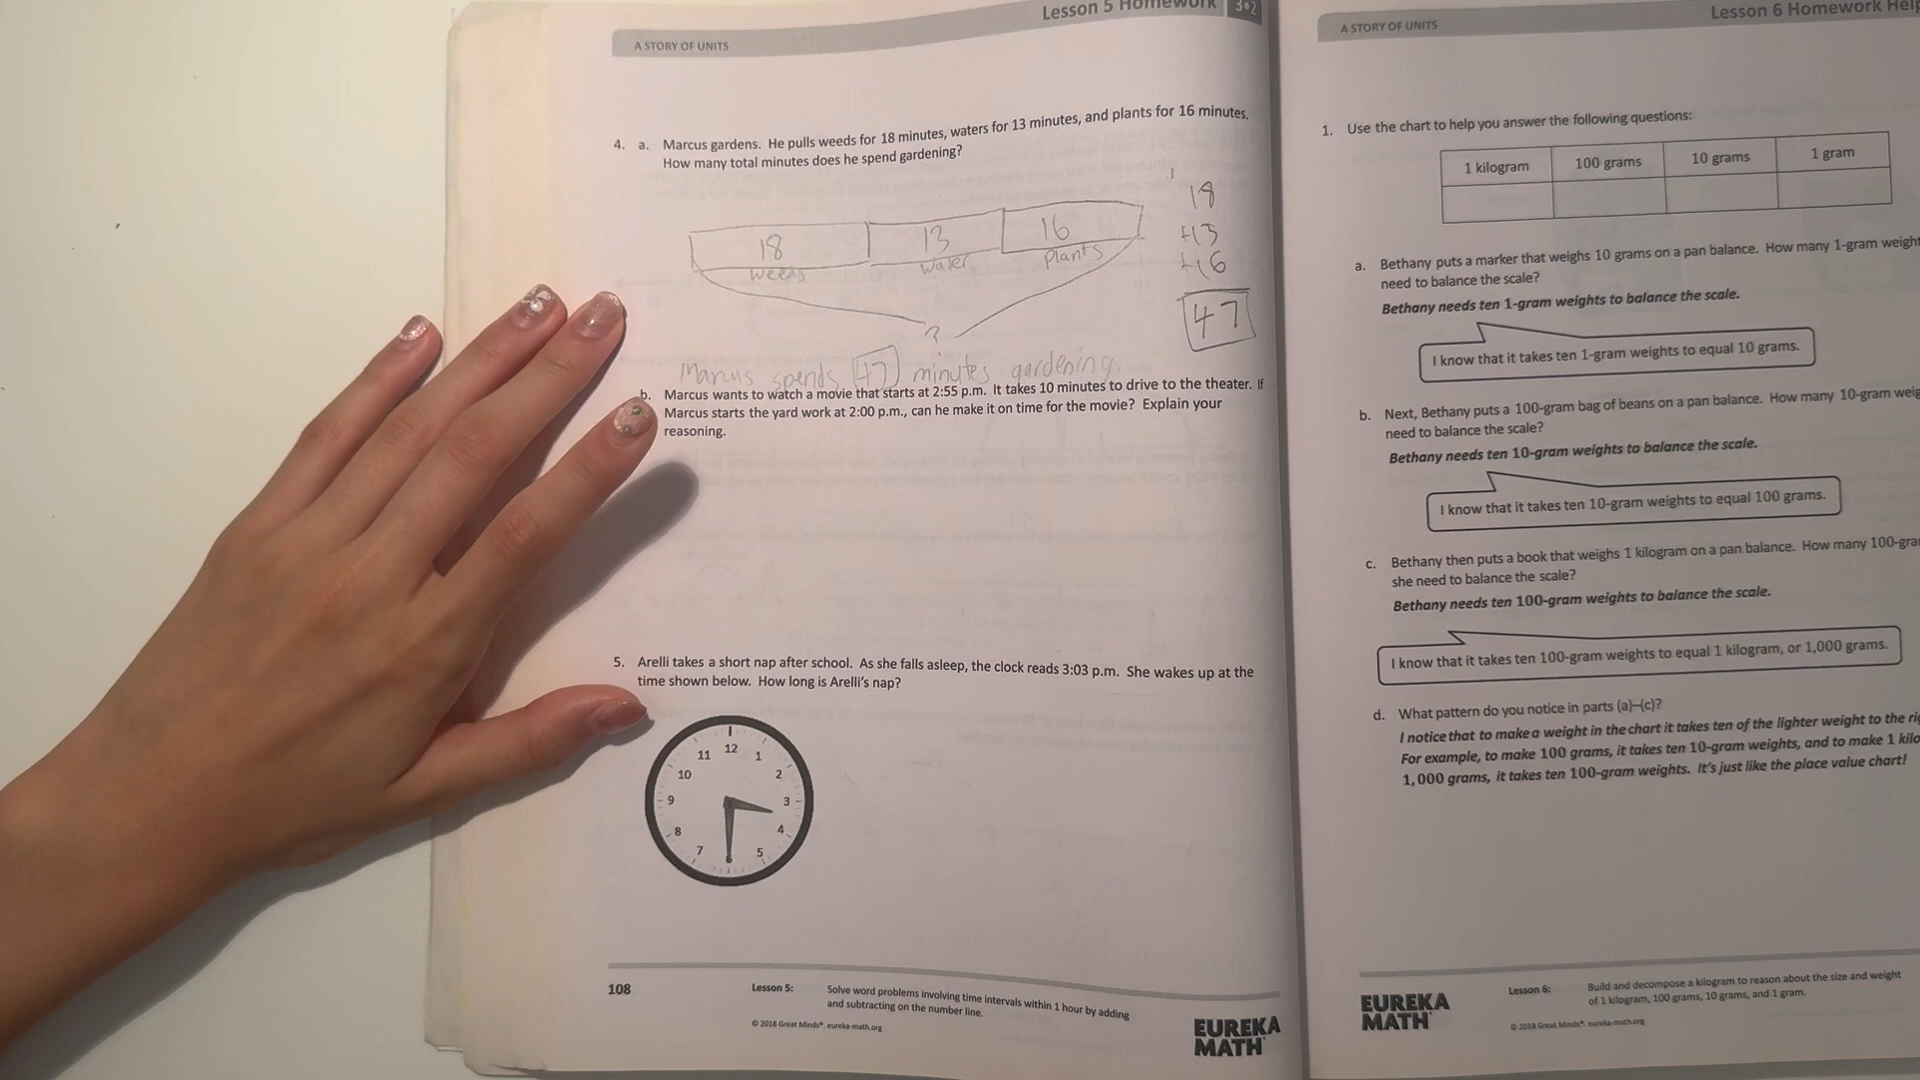 Lesson 5 Homework 3•2
A STORY OF UNITS
4. a. Marcus gardens. He pulls weeds for 18 minutes, waters for 13 minutes, and plants for 16 minutes.
How many total minutes does he spend gardening?
18 13 16
weeds water plants
?
1
18
+13
+16
47
Marcus spends 47 minutes gardening.
b. Marcus wants to watch a movie that starts at 2:55 p.m. It takes 10 minutes to drive to the theater. If
Marcus starts the yard work at 2:00 p.m., can he make it on time for the movie? Explain your
reasoning.
5. Arelli takes a short nap after school. As she falls asleep, the clock reads 3:03 p.m. She wakes up at the
time shown below. How long is Arelli's nap?
12
11 1
10 2
9 3
8 4
7 5
108
Lesson 5: Solve word problems involving time intervals within 1 hour by adding
and subtracting on the number line.
© 2018 Great Minds®. eureka-math.org
EUREKA
MATH
A STORY OF UNITS
Lesson 6 Homework Help
1. Use the chart to help you answer the following questions:
1 kilogram 100 grams 10 grams 1 gram
a. Bethany puts a marker that weighs 10 grams on a pan balance. How many 1-gram weight
need to balance the scale?
Bethany needs ten 1-gram weights to balance the scale.
I know that it takes ten 1-gram weights to equal 10 grams.
b. Next, Bethany puts a 100-gram bag of beans on a pan balance. How many 10-gram weig
need to balance the scale?
Bethany needs ten 10-gram weights to balance the scale.
I know that it takes ten 10-gram weights to equal 100 grams.
c. Bethany then puts a book that weighs 1 kilogram on a pan balance. How many 100-gra
she need to balance the scale?
Bethany needs ten 100-gram weights to balance the scale.
I know that it takes ten 100-gram weights to equal 1 kilogram, or 1,000 grams.
d. What pattern do you notice in parts (a)–(c)?
I notice that to make a weight in the chart it takes ten of the lighter weight to the rig
For example, to make 100 grams, it takes ten 10-gram weights, and to make 1 kilo
1,000 grams, it takes ten 100-gram weights. It's just like the place value chart!
EUREKA
MATH
Lesson 6: Build and decompose a kilogram to reason about the size and weight
of 1 kilogram, 100 grams, 10 grams, and 1 gram.
© 2018 Great Minds®. eureka-math.org